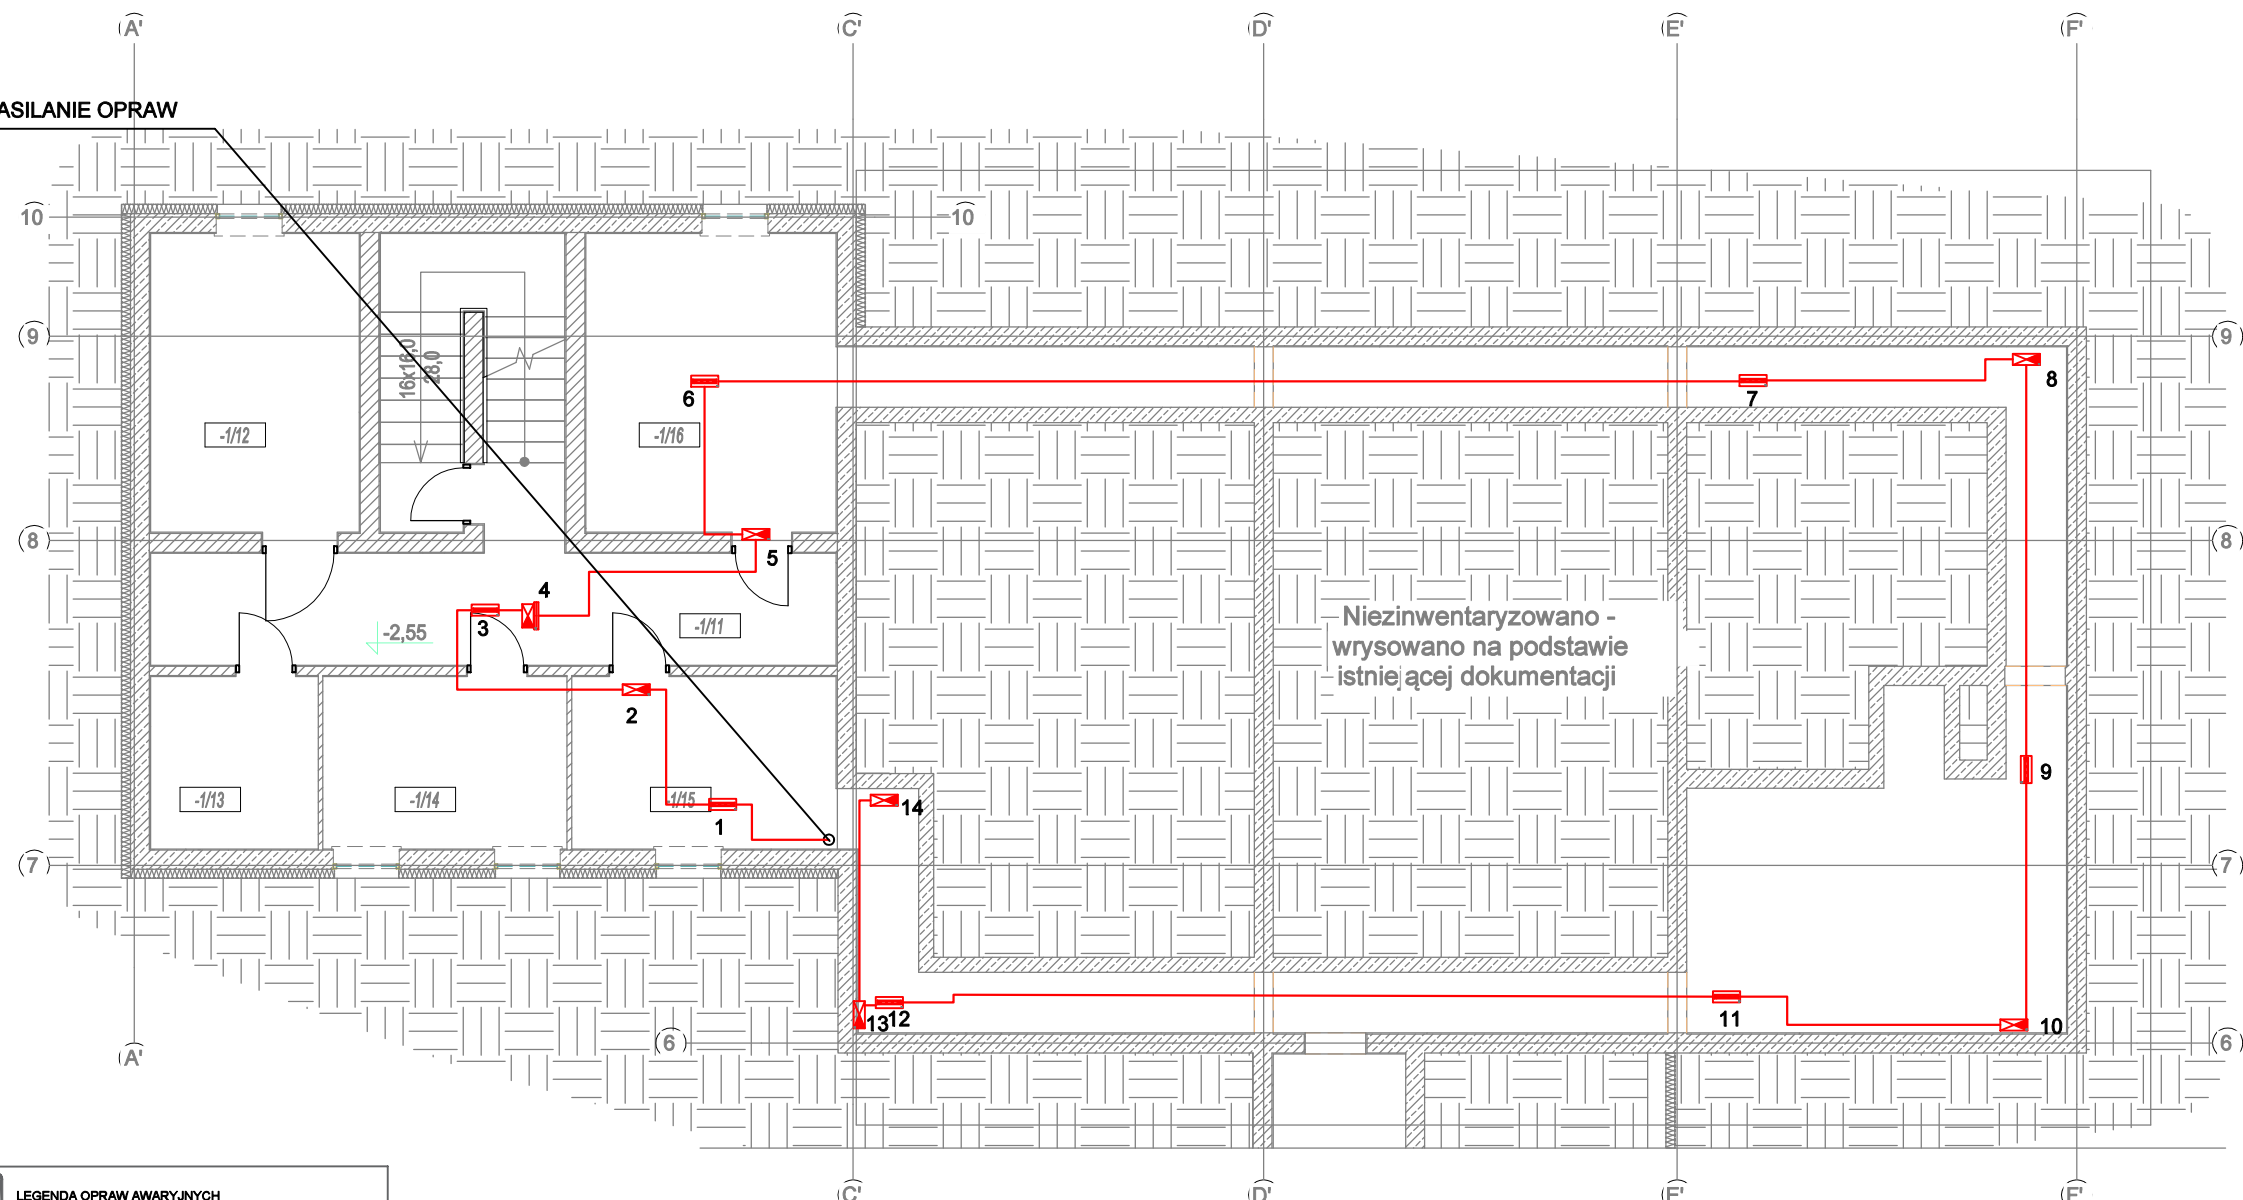 (A')
(C')
(D')
(E')
(F')
ASILANIE OPRAW
10
10
(9)
(9)
16x16,0
28,0
6
7
8
-1/12
-1/16
(8)
(8)
5
4
3
-1/11
-2,55
Niezinwentaryzowano -
wrysowano na podstawie
istniejącej dokumentacji
2
9
-1/13
-1/14
-1/15
14
1
(7)
(7)
13
12
11
10
(6)
(6)
(A')
LEGENDA OPRAW AWARYJNYCH
(C')
(D')
(E')
(F')